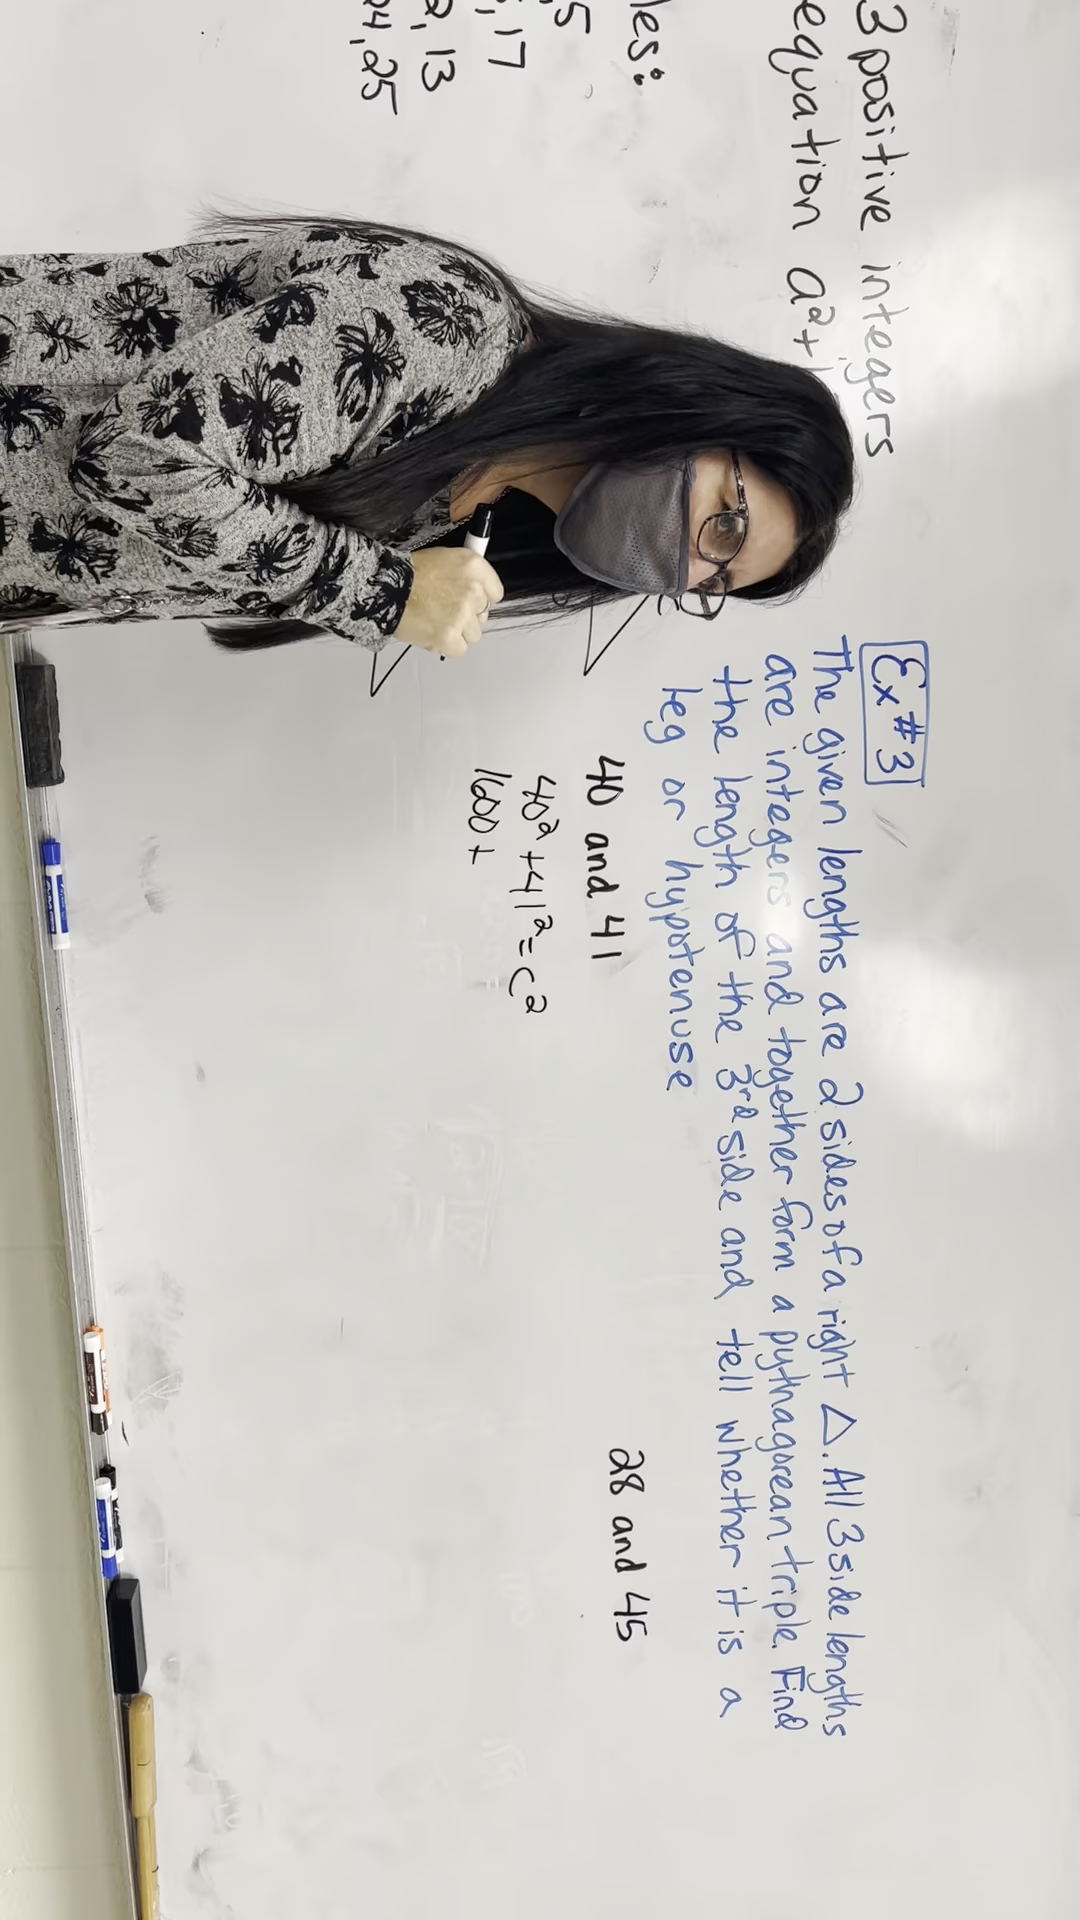 3 positive integers
equation a²+
les:
,5
,17
, 13
24,25
Ex #3
The given lengths are 2 sides of a right △. All 3 side lengths
are integers and together form a pythagorean triple. Find
the length of the 3rd side and tell whether it is a
leg or hypotenuse
40 and 41
40² + 41² = c²
1600 +
28 and 45